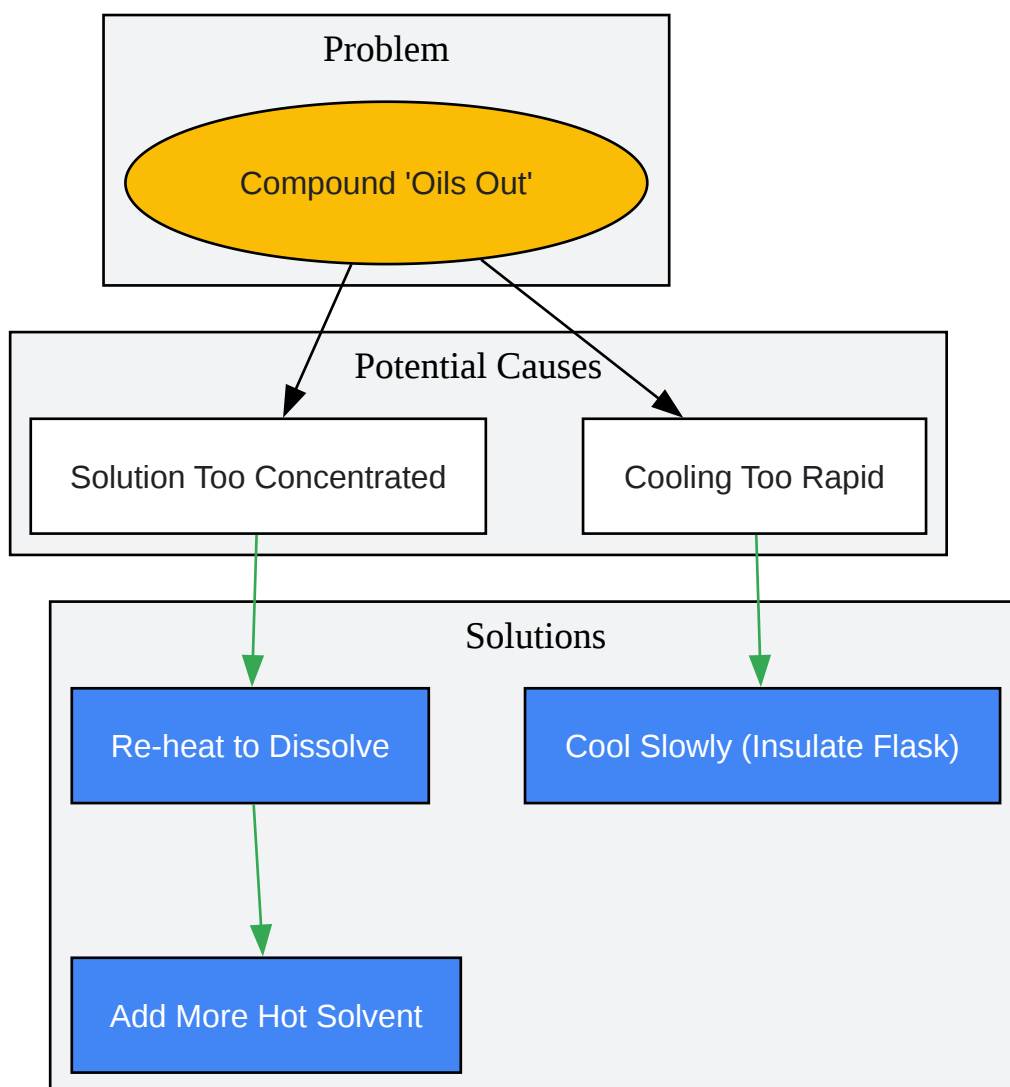 Problem
Compound 'Oils Out'
Potential Causes
Solution Too Concentrated
Cooling Too Rapid
Solutions
Re-heat to Dissolve
Cool Slowly (Insulate Flask)
Add More Hot Solvent